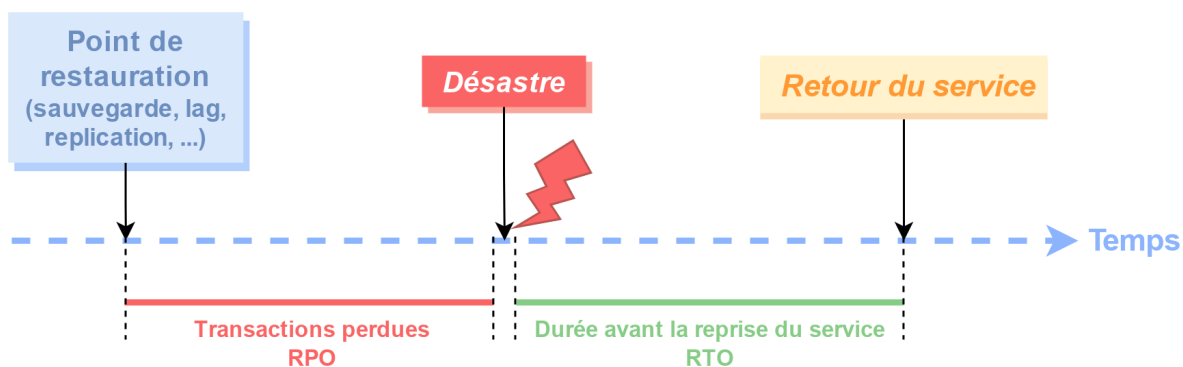 Point de
restauration
(sauvegarde, lag,
replication, ...)
Désastre
Retour du service
Temps
Transactions perdues
RPO
Durée avant la reprise du service
RTO